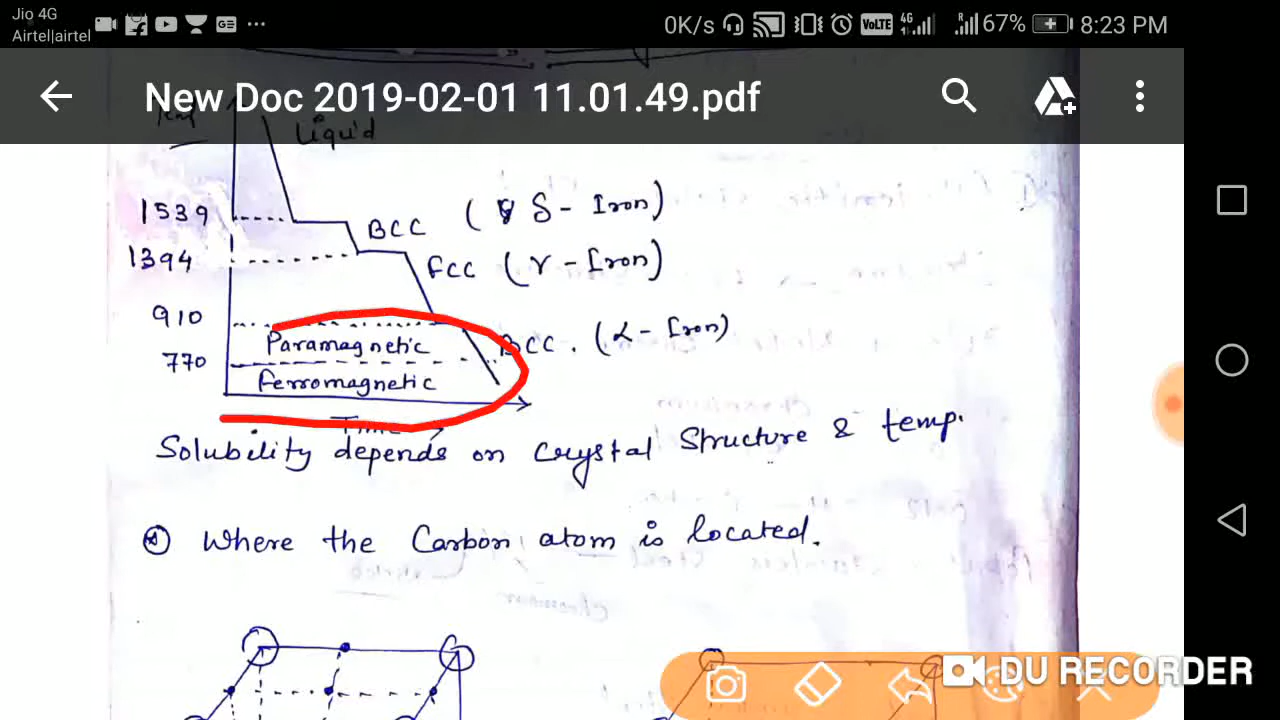 Jio 4G
Airtel|airtel
0K/s
VoLTE
4G
R
67%
8:23 PM
New Doc 2019-02-01 11.01.49.pdf
Liquid
1539
BCC ( δ - Iron)
1394
FCC (γ - Iron)
910
Paramagnetic
BCC. (α - Iron)
770
Ferromagnetic
Time
Solubility depends on Crystal Structure & temp.
Where the Carbon atom is located.
DU RECORDER